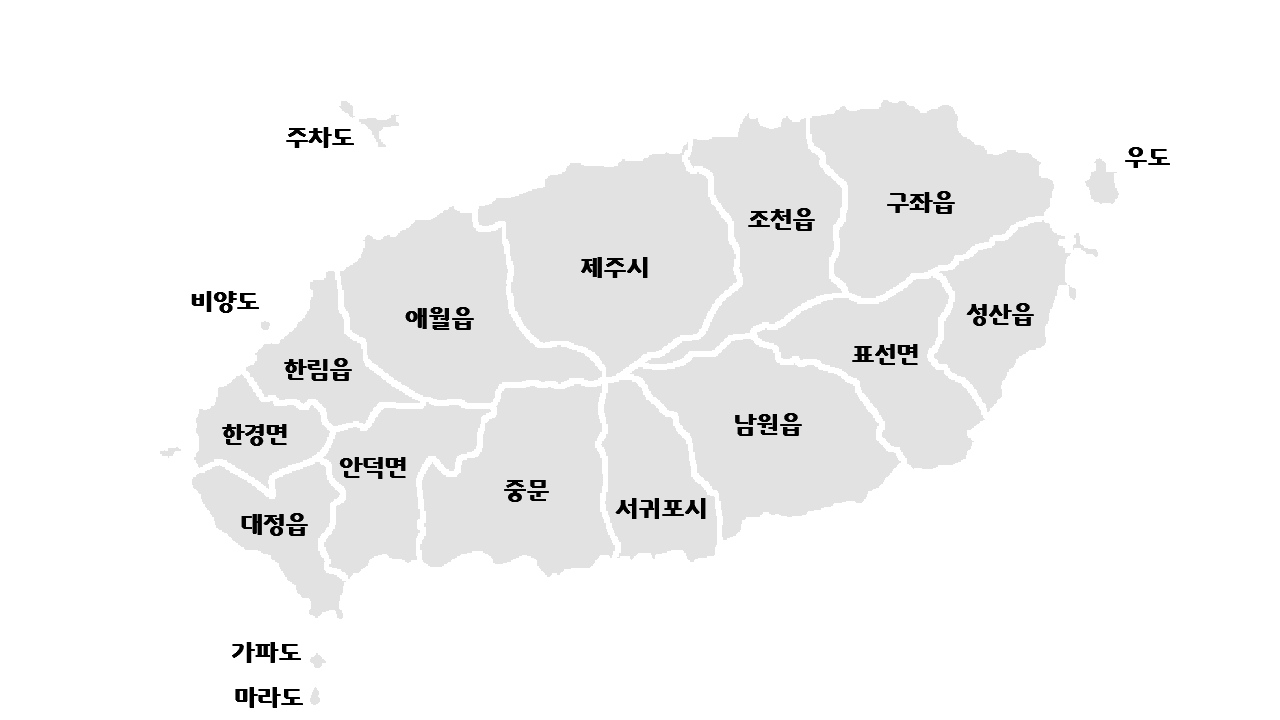 주차도
우도
구좌읍
조천읍
제주시
비양도
애월읍
성산읍
표선면
한림읍
남원읍
한경면
안덕면
중문
서귀포시
대정읍
가파도
마라도